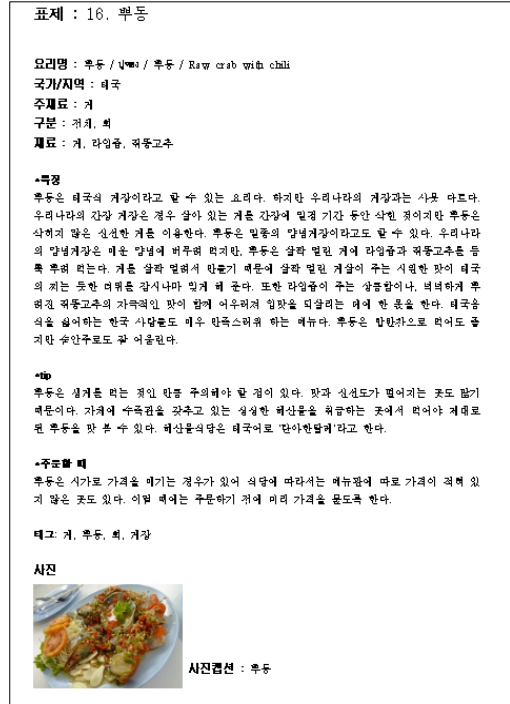 표제 : 16. 뿌동
요리명 : 뿌동 / ปูดอง / 뿌동 / Raw crab with chili
국가/지역 : 태국
주재료 : 게
구분 : 전채, 회
재료 : 게, 라임즙, 쥐똥고추
*특징
뿌동은 태국식 게장이라고 할 수 있는 요리다. 하지만 우리나라의 게장과는 사뭇 다르다.
우리나라의 간장 게장은 경우 살아 있는 게를 간장에 일정 기간 동안 삭힌 것이지만 뿌동은
삭히지 않은 신선한 게를 이용한다. 뿌동은 일종의 양념게장이라고도 할 수 있다. 우리나라
의 양념게장은 매운 양념에 버무려 먹지만, 뿌동은 살짝 얼린 게에 라임즙과 쥐똥고추를 듬
뿍 뿌려 먹는다. 게를 살짝 얼려서 만들기 때문에 살짝 얼린 게살이 주는 시원한 맛이 태국
의 찌는 듯한 더위를 잠시나마 잊게 해 준다. 또한 라임즙이 주는 상큼함이나, 넉넉하게 뿌
려진 쥐똥고추의 자극적인 맛이 함께 어우러져 입맛을 되살리는 데에 한 몫을 한다. 태국음
식을 싫어하는 한국 사람들도 매우 만족스러워 하는 메뉴다. 뿌동은 밥반찬으로 먹어도 좋
지만 술안주로도 잘 어울린다.
*tip
뿌동은 생게를 먹는 것인 만큼 주의해야 할 점이 있다. 맛과 신선도가 떨어지는 곳도 많기
때문이다. 자체에 수족관을 갖추고 있는 싱싱한 해산물을 취급하는 곳에서 먹어야 제대로
된 뿌동을 맛 볼 수 있다. 해산물식당은 태국어로 '란아한탈레'라고 한다.
*주문할 때
뿌동은 시가로 가격을 매기는 경우가 있어 식당에 따라서는 메뉴판에 따로 가격이 적혀 있
지 않은 곳도 있다. 이럴 때에는 주문하기 전에 미리 가격을 묻도록 한다.
태그: 게, 뿌동, 회, 게장
사진
사진캡션 : 뿌동